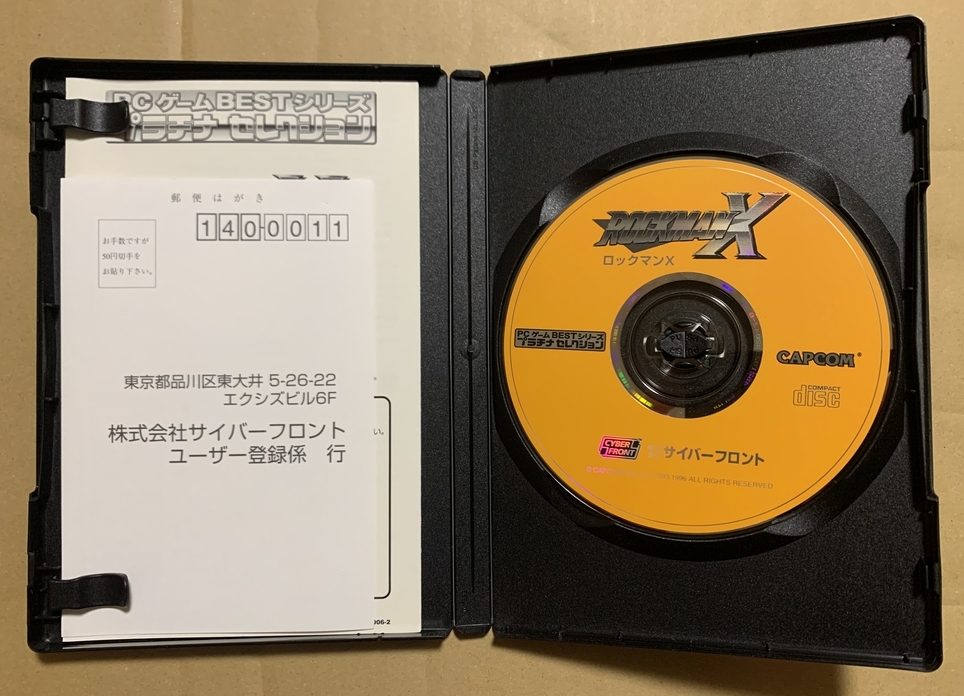 PCゲームBESTシリーズ
プラチナ セレクション
郵便はがき
140-0011
お手数ですが
50円切手を
お貼り下さい。
東京都品川区東大井 5-26-22
エクシズビル6F
株式会社サイバーフロント
ユーザー登録係 行
い。
06-2
ROCKMAN X
ロックマンX
PCゲームBESTシリーズ
プラチナセレクション
CAPCOM
COMPACT
disc
CYBER
FRONT
サイバーフロント
1996 ALL RIGHTS RESERVED